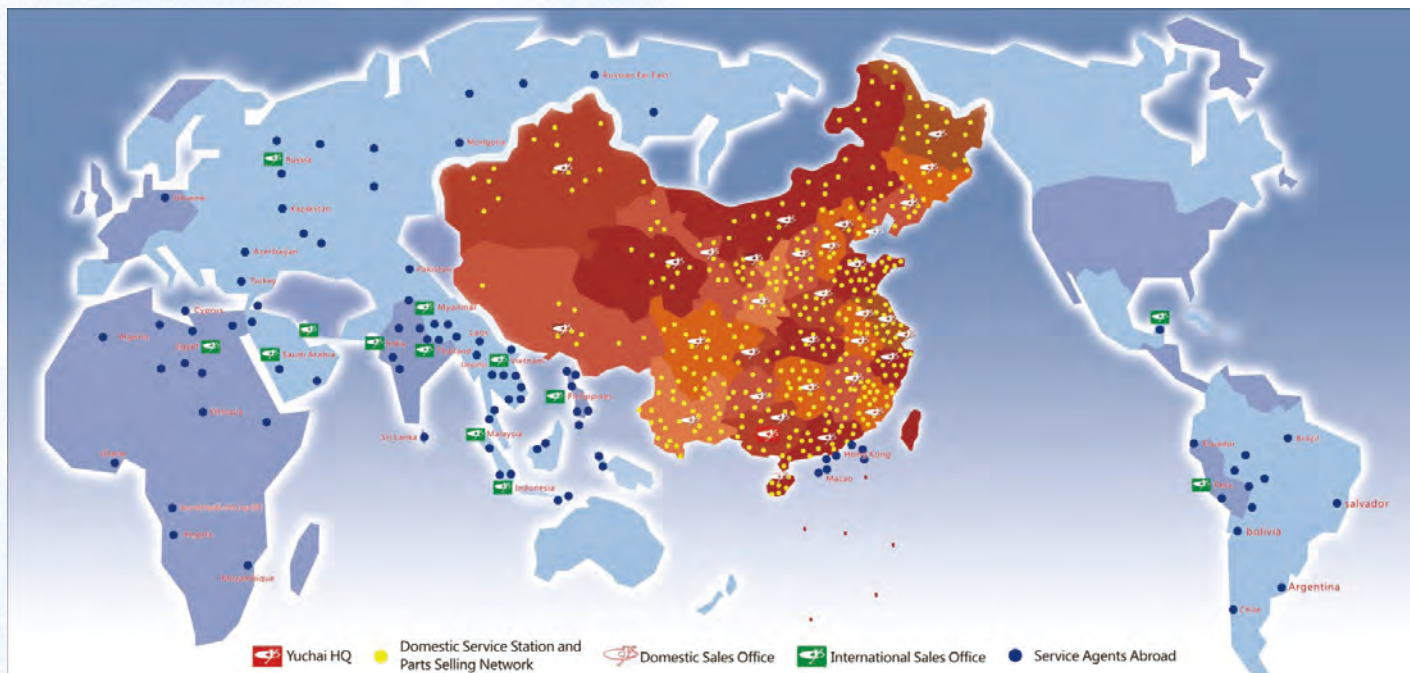 Russian Far East
Mongolia
Russia
Ukraine
Kazakstan
Azerbaijan
Turkey
Pakistan
Cyprus
Myanmar
Algeria
Egypt
Laos
Saudi Arabia
Thailand
Vietnam
Philippines
Sri Lanka
Malaysia
Hong Kong
Macao
Indonesia
Angola
Mozambique
Ecuador
Brazil
Peru
salvador
bolivia
Argentina
Chile
Yuchai HQ
Domestic Service Station and
Parts Selling Network
Domestic Sales Office
International Sales Office
Service Agents Abroad